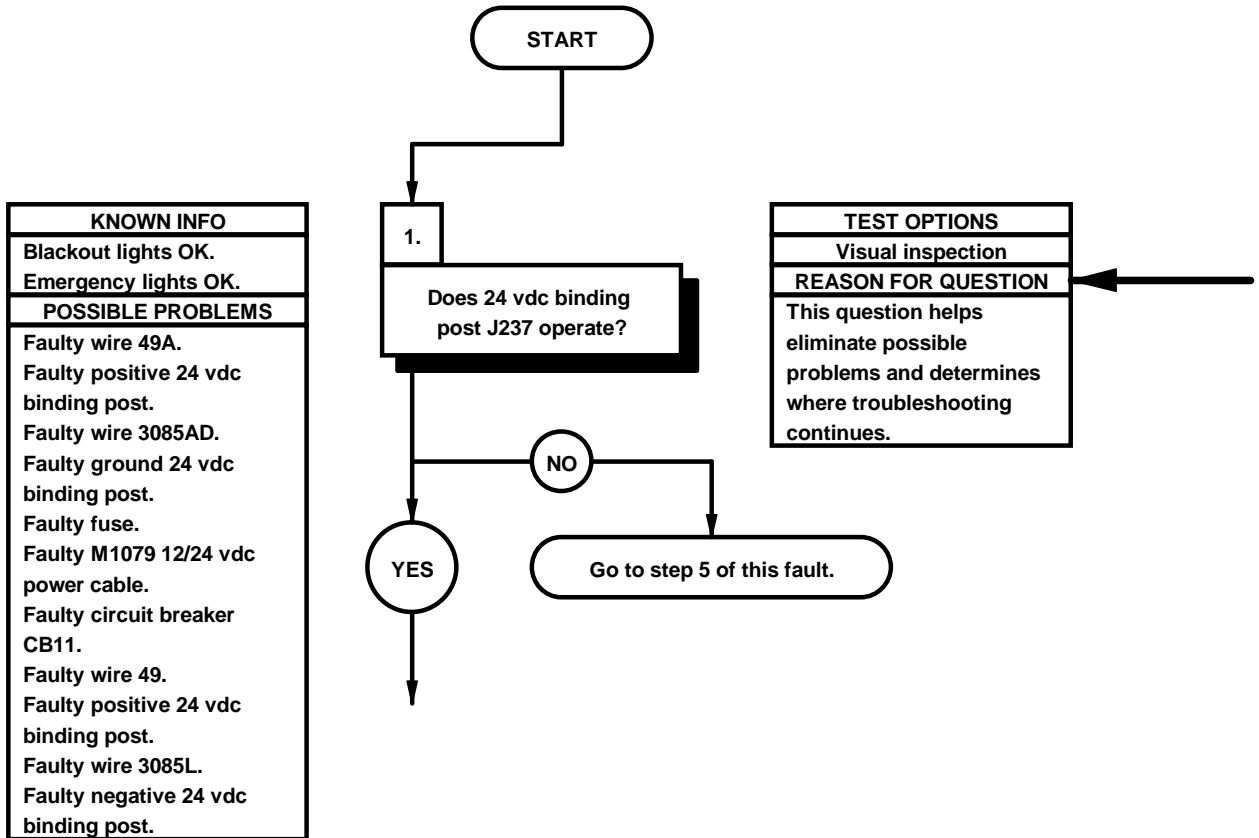 START
KNOWN INFO
Blackout lights OK.
Emergency lights OK.
POSSIBLE PROBLEMS
Faulty wire 49A.
Faulty positive 24 vdc
binding post.
Faulty wire 3085AD.
Faulty ground 24 vdc
binding post.
Faulty fuse.
Faulty M1079 12/24 vdc
power cable.
Faulty circuit breaker
CB11.
Faulty wire 49.
Faulty positive 24 vdc
binding post.
Faulty wire 3085L.
Faulty negative 24 vdc
binding post.
1.
Does 24 vdc binding
post J237 operate?
NO
YES
Go to step 5 of this fault.
TEST OPTIONS
Visual inspection
REASON FOR QUESTION
This question helps
eliminate possible
problems and determines
where troubleshooting
continues.